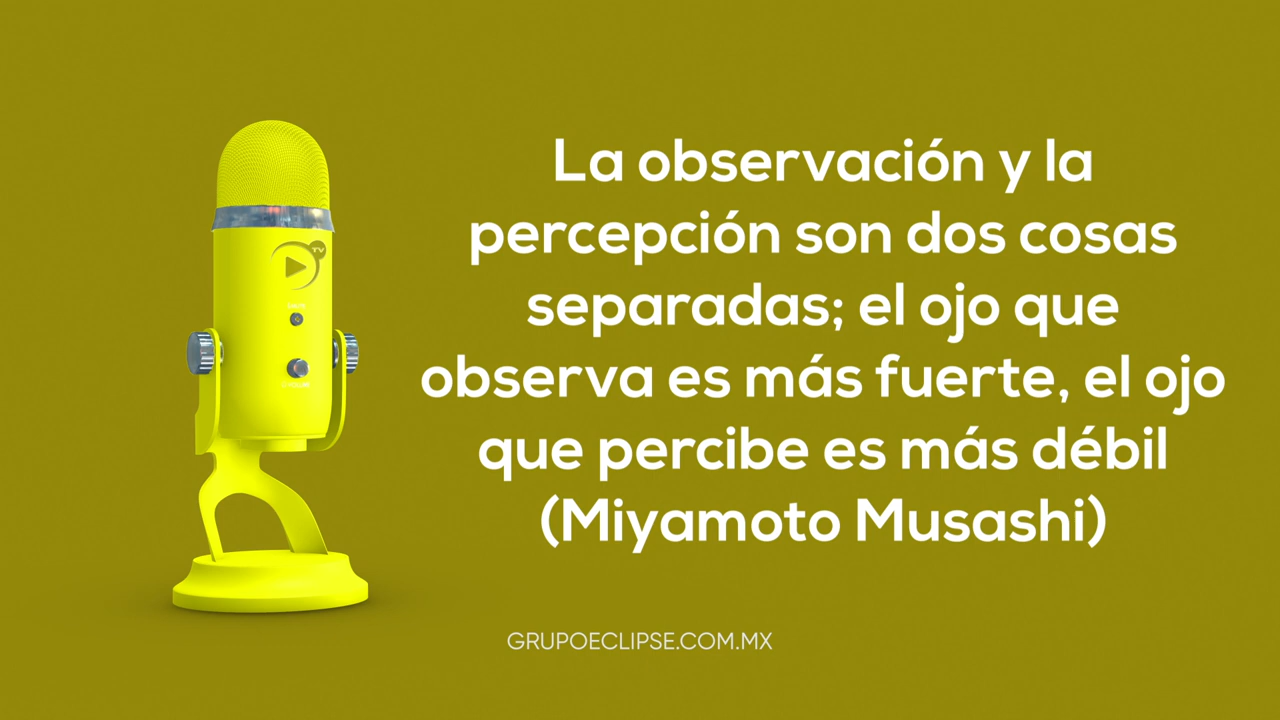 La observación y la
percepción son dos cosas
separadas; el ojo que
observa es más fuerte, el ojo
que percibe es más débil
(Miyamoto Musashi)
TV
GRUPOECLIPSE.COM.MX